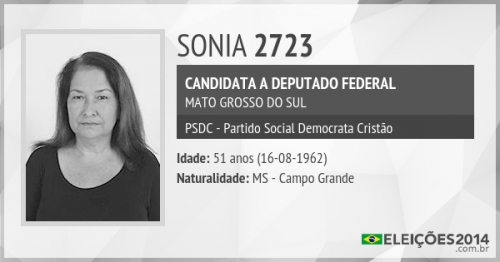 SONIA 2723
CANDIDATA A DEPUTADO FEDERAL
MATO GROSSO DO SUL
PSDC - Partido Social Democrata Cristão
Idade: 51 anos (16-08-1962)
Naturalidade: MS - Campo Grande
ELEIÇÕES2014
.com.br